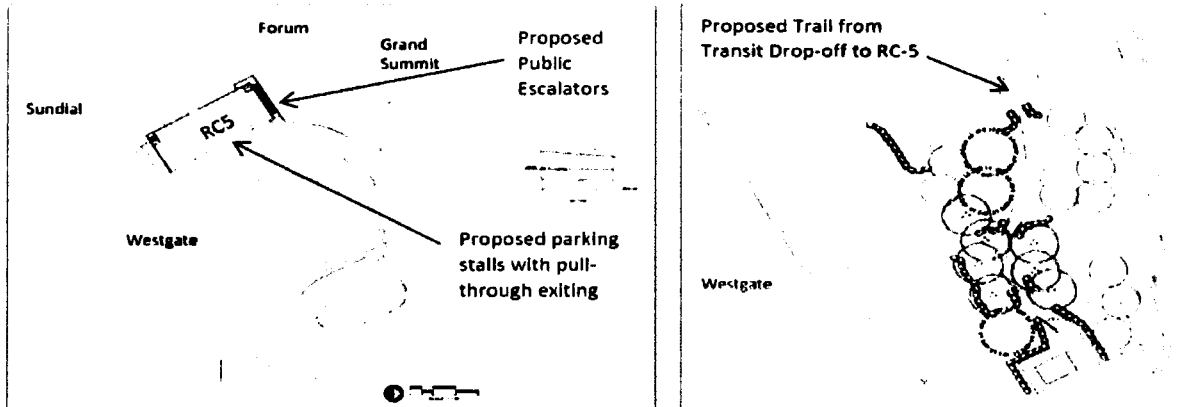 Forum
Grand
Summit
Proposed
Public
Escalators
Sundial
RC5
Westgate
Proposed parking
stalls with pull-
through exiting
Proposed Trail from
Transit Drop-off to RC-5
Westgate